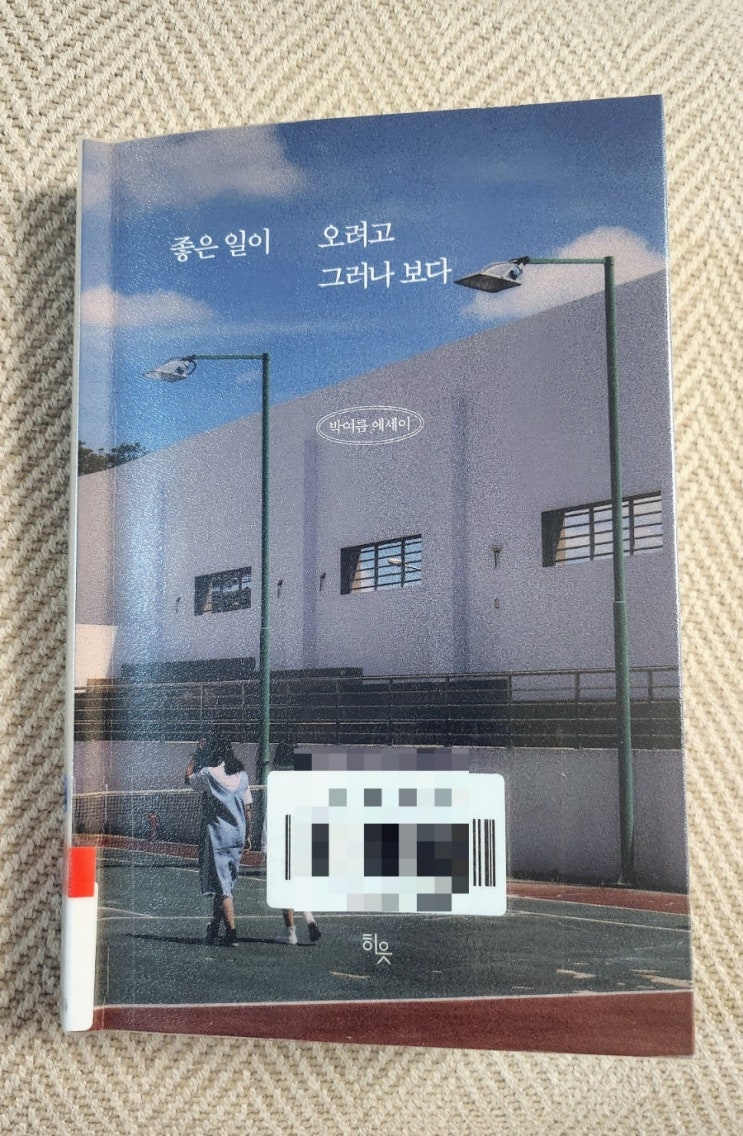 좋은 일이 오려고
그러나 보다
박여름 에세이
히읏